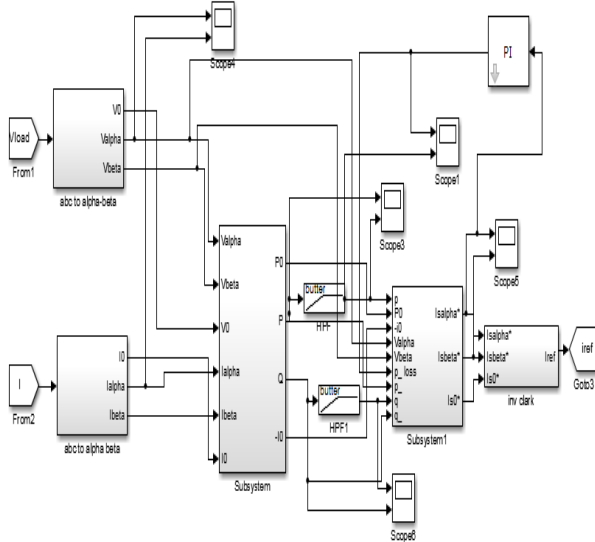 Scope4
PI
Vload
From1
V0
Valpha
Vbeta
abc to alpha-beta
Scope1
Scope3
Scope5
I
From2
I0
Ialpha
Ibeta
abc to alpha beta
Valpha
Vbeta
V0
Ialpha
Ibeta
I0
P0
P
Q
-I0
Subsystem
butter
HPF
butter
HPF1
p
P0
-i0
Valpha
Vbeta
p_loss
p_
q
q_
Isalpha*
Isbeta*
Is0*
Subsystem1
Isalpha*
Isbeta*
Is0*
Iref
inv clark
iref
Goto3
Scope6